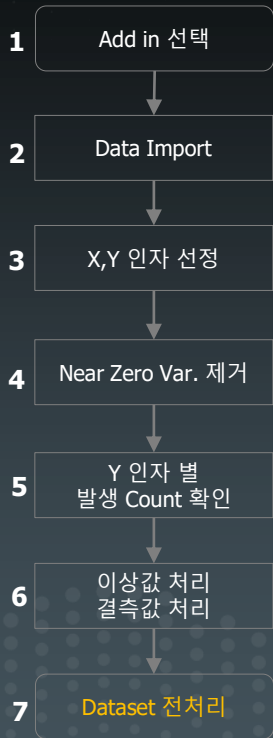 1
Add in 선택
2
Data Import
3
X,Y 인자 선정
4
Near Zero Var. 제거
5
Y 인자 별
발생 Count 확인
6
이상값 처리
결측값 처리
7
Dataset 전처리